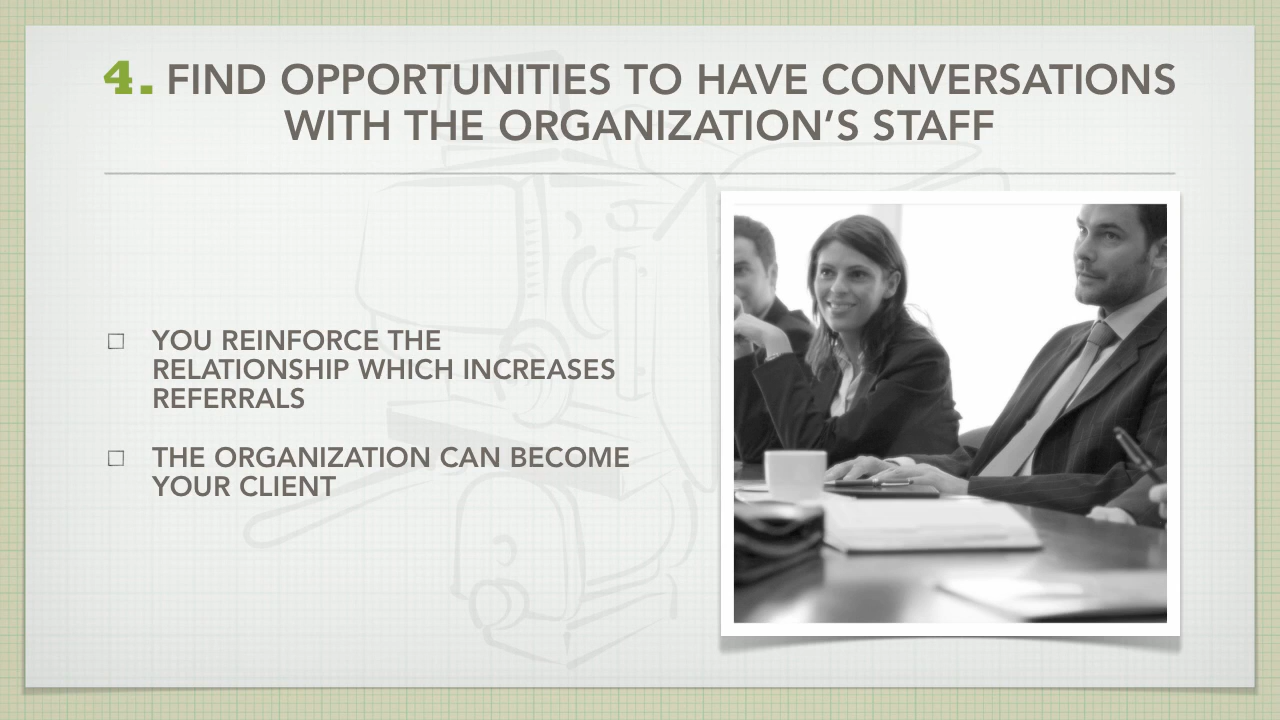 4. FIND OPPORTUNITIES TO HAVE CONVERSATIONS
WITH THE ORGANIZATION’S STAFF
YOU REINFORCE THE
RELATIONSHIP WHICH INCREASES
REFERRALS
THE ORGANIZATION CAN BECOME
YOUR CLIENT